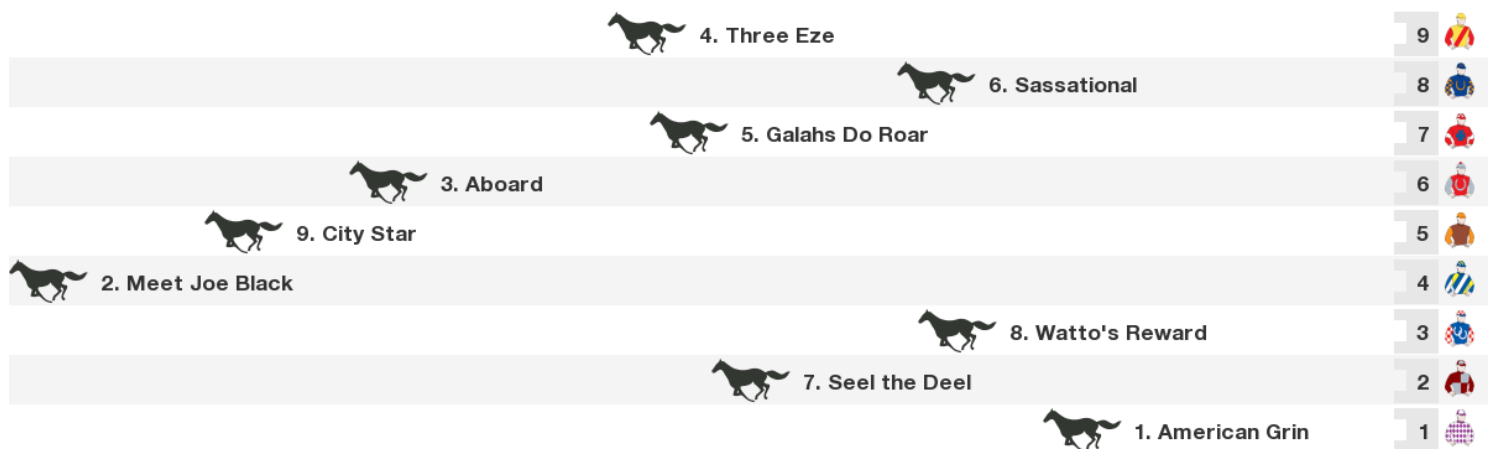 4. Three Eze 9
6. Sassational 8
5. Galahs Do Roar 7
3. Aboard 6
9. City Star 5
2. Meet Joe Black 4
8. Watto's Reward 3
7. Seel the Deel 2
1. American Grin 1